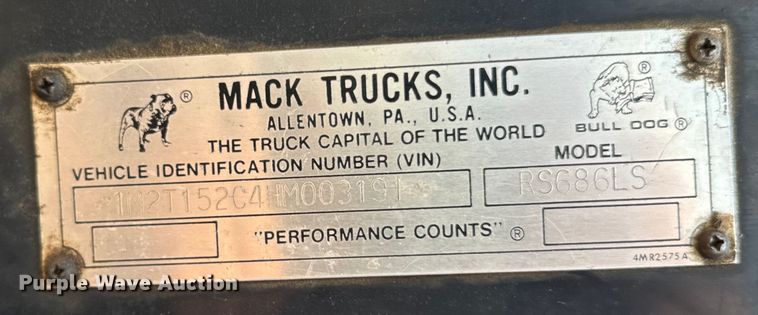 MACK TRUCKS, INC.
ALLENTOWN, PA., U.S.A.
THE TRUCK CAPITAL OF THE WORLD
BULL DOG ®
VEHICLE IDENTIFICATION NUMBER (VIN)
MODEL
1M2T152C4HM003191
RS686LS
"PERFORMANCE COUNTS" ®
4MR2575A
Purple Wave Auction